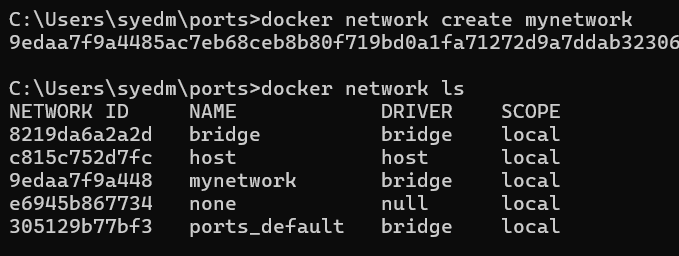 C:\Users\syedm\ports>docker network create mynetwork
9edaa7f9a4485ac7eb68ceb8b80f719bd0a1fa71272d9a7ddab32306
C:\Users\syedm\ports>docker network ls
NETWORK ID NAME DRIVER SCOPE
8219da6a2a2d bridge bridge local
c815c752d7fc host host local
9edaa7f9a448 mynetwork bridge local
e6945b867734 none null local
305129b77bf3 ports_default bridge local